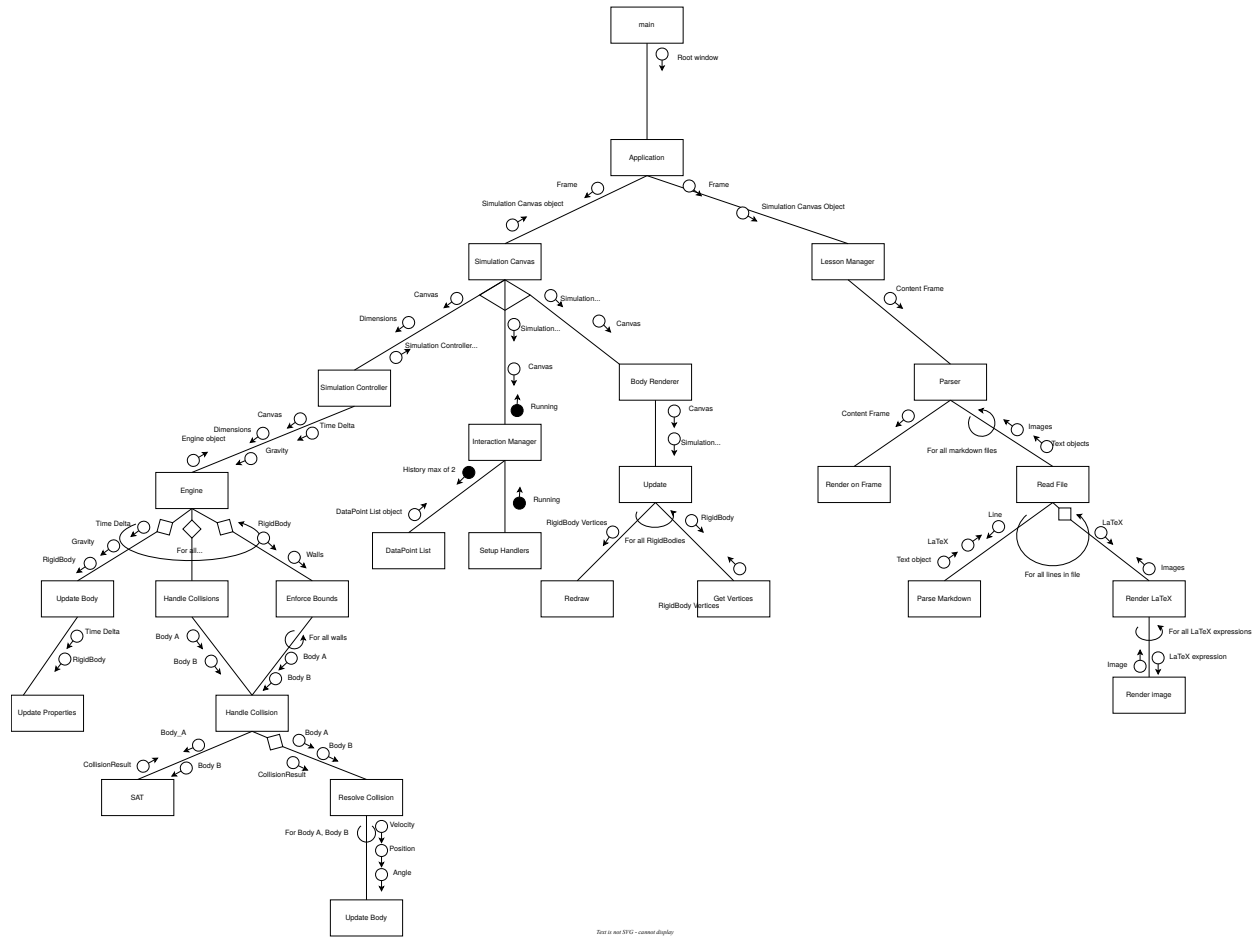 main
Root window
Application
Frame
Frame
Simulation Canvas object
Simulation Canvas Object
Simulation Canvas
Lesson Manager
Canvas
Simulation...
Content Frame
Dimensions
Simulation...
Canvas
Simulation Controller...
Canvas
Simulation Controller
Body Renderer
Parser
Running
Canvas
Content Frame
Canvas
Time Delta
Images
Dimensions
Engine object
Interaction Manager
Simulation...
Text objects
Gravity
For all markdown files
History max of 2
Engine
Update
Render on Frame
Read File
Running
DataPoint List object
Time Delta
RigidBody
RigidBody Vertices
RigidBody
Line
LaTeX
Gravity
For all...
For all RigidBodies
LaTeX
Walls
DataPoint List
Setup Handlers
RigidBody
Text object
Images
For all lines in file
Update Body
Handle Collisions
Enforce Bounds
Redraw
Get Vertices
RigidBody Vertices
Parse Markdown
Render LaTeX
Time Delta
Body A
For all walls
For all LaTeX expressions
RigidBody
Body B
Body A
Image
LaTeX expression
Body B
Render image
Update Properties
Handle Collision
Body_A
Body A
Body B
CollisionResult
Body B
CollisionResult
SAT
Resolve Collision
For Body A, Body B
Velocity
Position
Angle
Update Body
Text is not SVG - cannot display